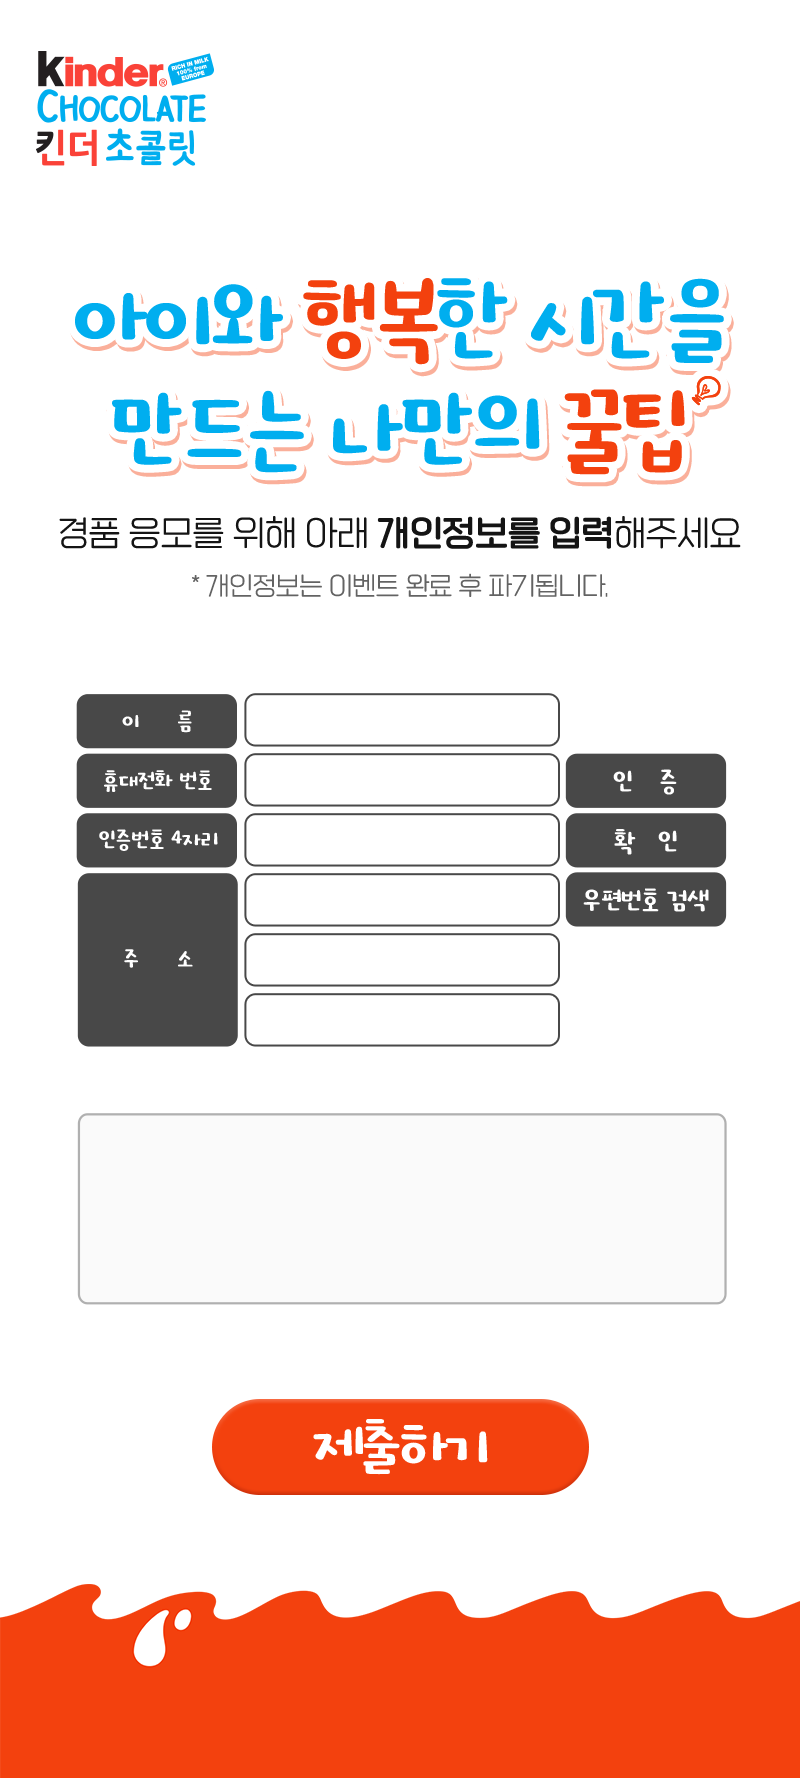 Kinder®
RICH IN MILK
100% from
EUROPE
CHOCOLATE
킨더 초콜릿
아이와 행복한 시간을
만드는 나만의 꿀팁
경품 응모를 위해 아래 개인정보를 입력해주세요
* 개인정보는 이벤트 완료 후 파기됩니다.
이 름
휴대전화 번호
인 증
인증번호 4자리
확 인
우편번호 검색
주 소
제출하기